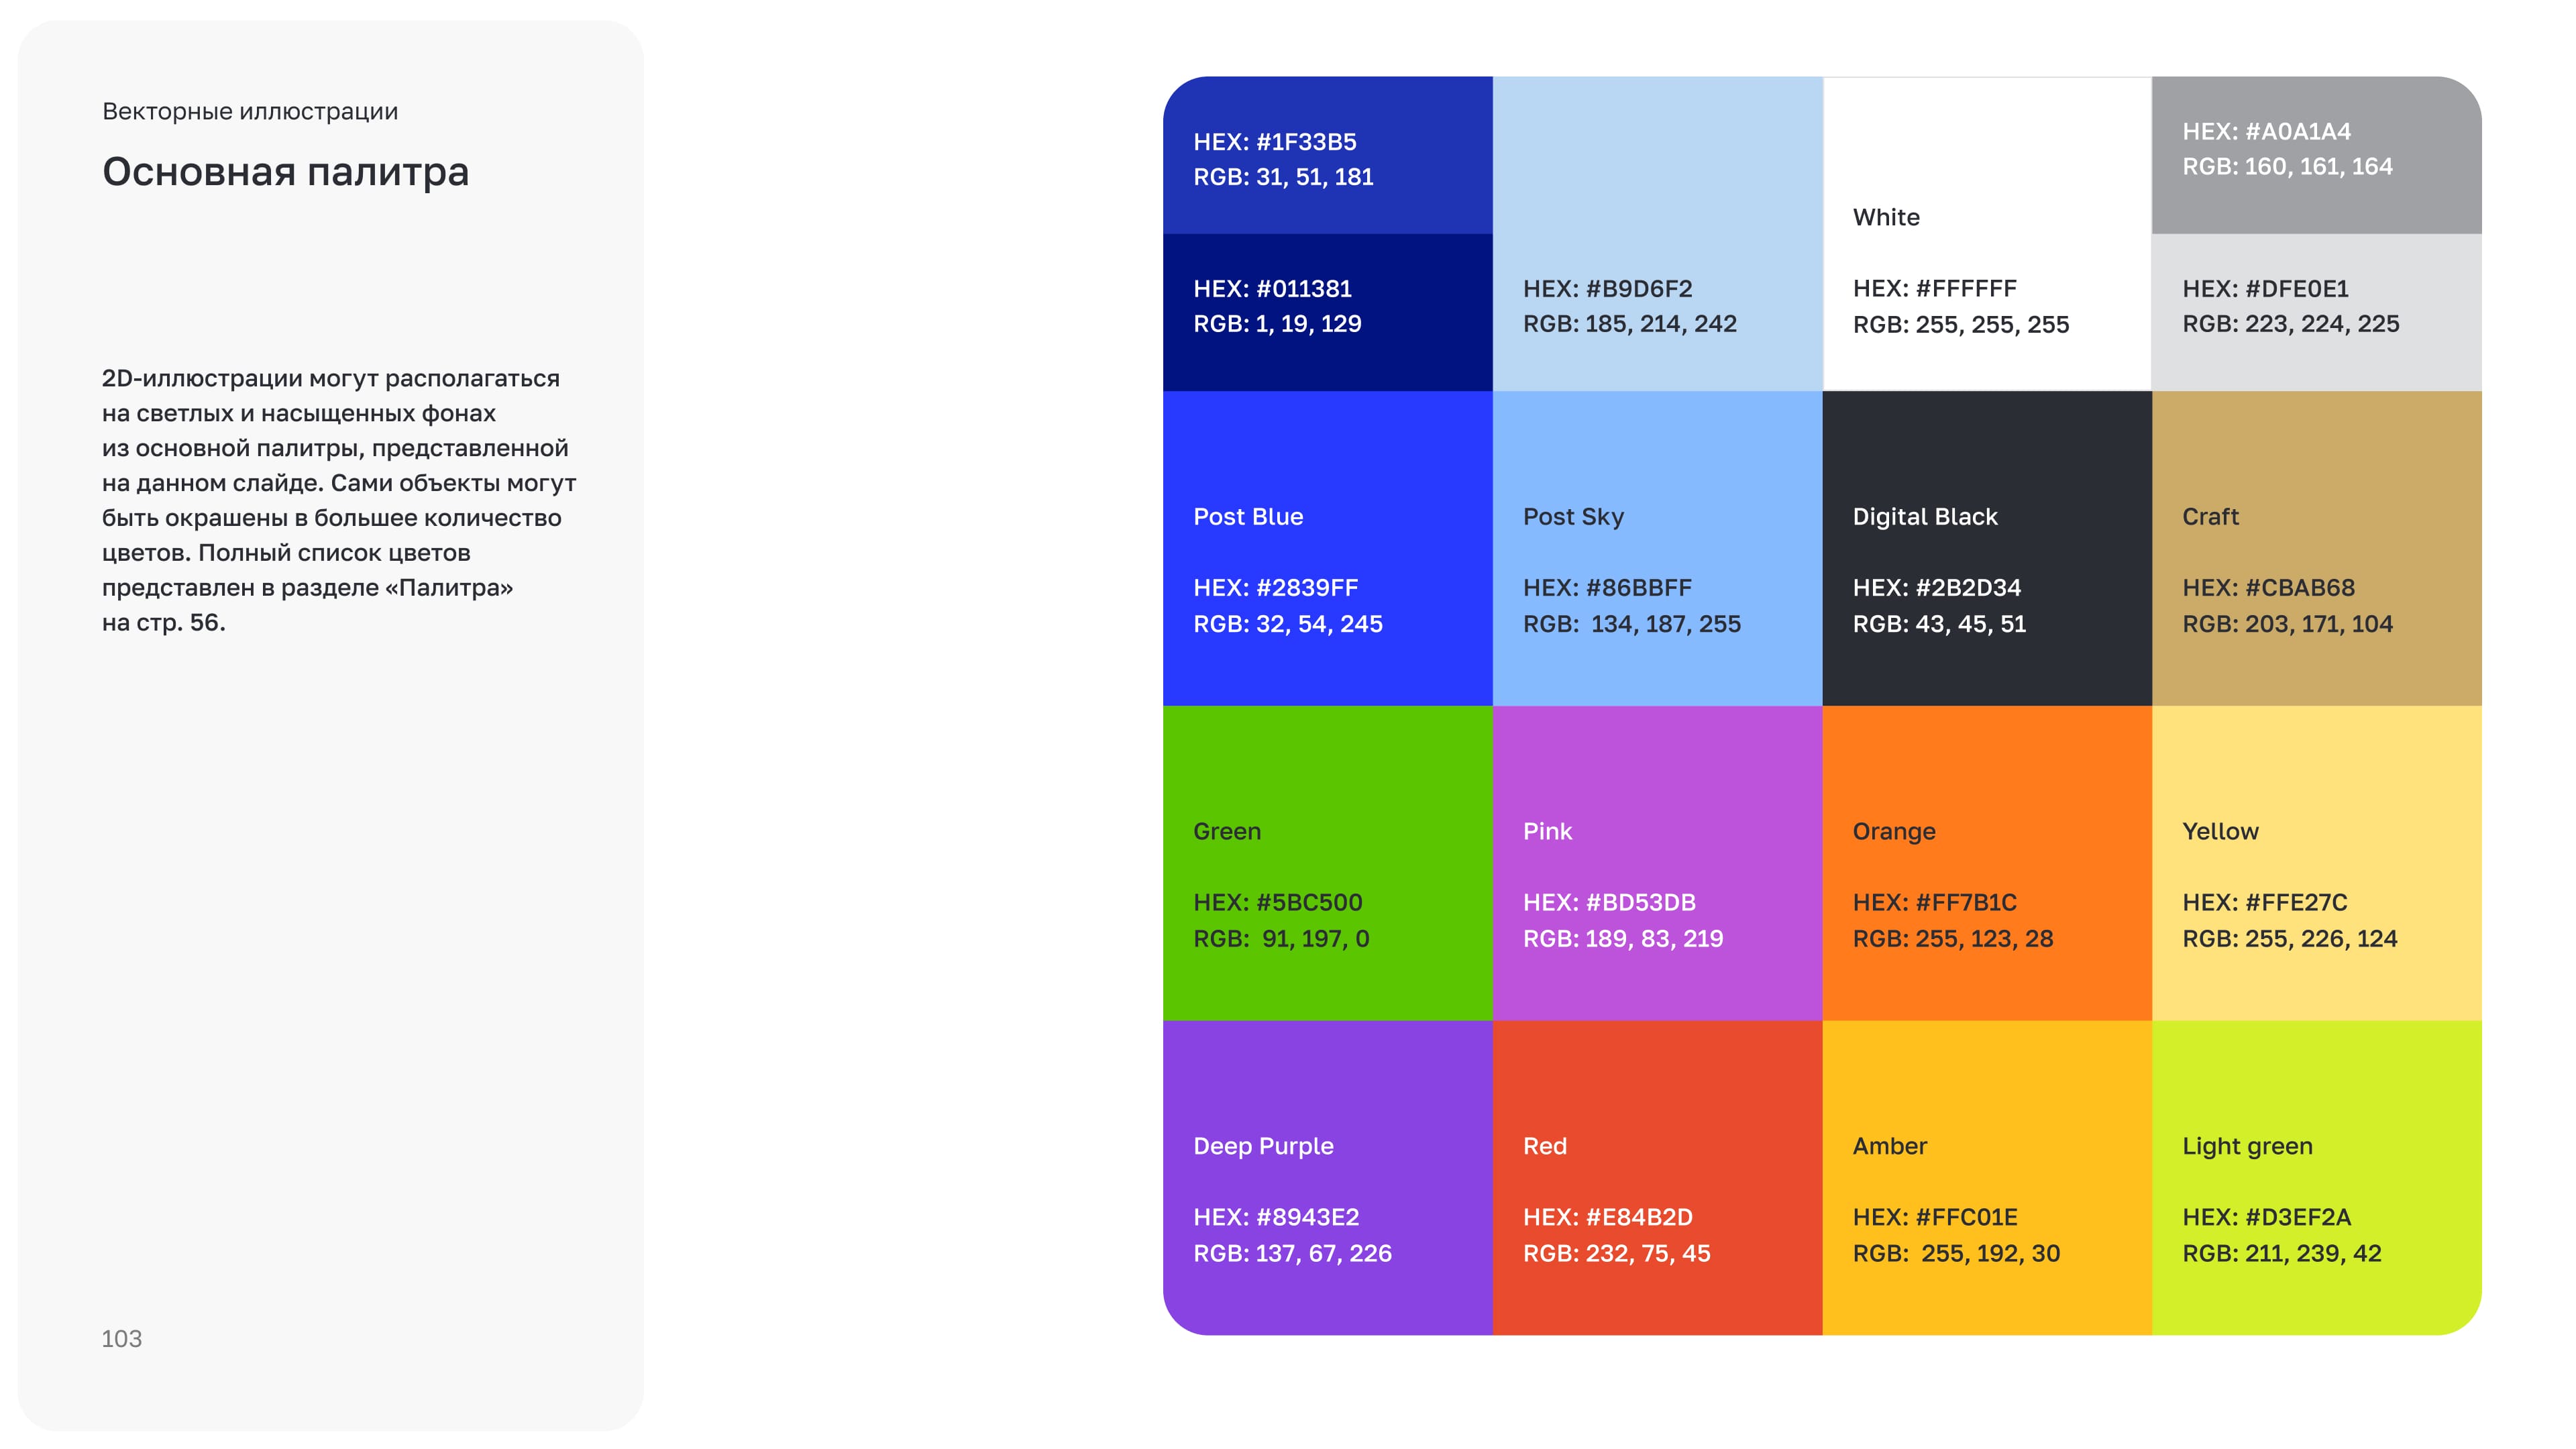 Векторные иллюстрации
Основная палитра
2D-иллюстрации могут располагаться
на светлых и насыщенных фонах
из основной палитры, представленной
на данном слайде. Сами объекты могут
быть окрашены в большее количество
цветов. Полный список цветов
представлен в разделе «Палитра»
на стр. 56.
103
HEX: #1F33B5
RGB: 31, 51, 181
HEX: #011381
RGB: 1, 19, 129
HEX: #B9D6F2
RGB: 185, 214, 242
White
HEX: #FFFFFF
RGB: 255, 255, 255
HEX: #A0A1A4
RGB: 160, 161, 164
HEX: #DFE0E1
RGB: 223, 224, 225
Post Blue
HEX: #2839FF
RGB: 32, 54, 245
Post Sky
HEX: #86BBFF
RGB: 134, 187, 255
Digital Black
HEX: #2B2D34
RGB: 43, 45, 51
Craft
HEX: #CBAB68
RGB: 203, 171, 104
Green
HEX: #5BC500
RGB: 91, 197, 0
Pink
HEX: #BD53DB
RGB: 189, 83, 219
Orange
HEX: #FF7B1C
RGB: 255, 123, 28
Yellow
HEX: #FFE27C
RGB: 255, 226, 124
Deep Purple
HEX: #8943E2
RGB: 137, 67, 226
Red
HEX: #E84B2D
RGB: 232, 75, 45
Amber
HEX: #FFC01E
RGB: 255, 192, 30
Light green
HEX: #D3EF2A
RGB: 211, 239, 42